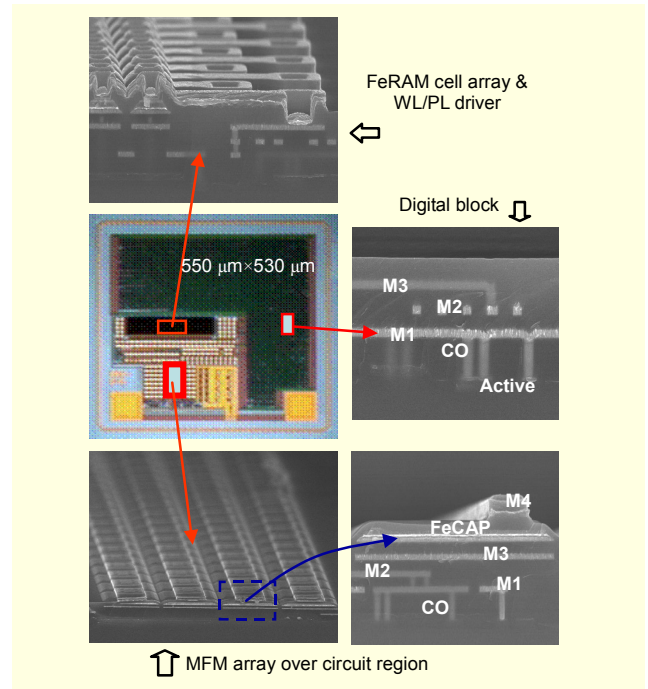 FeRAM cell array &
WL/PL driver
Digital block
550 μm×530 μm
M3
M2
M1
CO
Active
M4
FeCAP
M3
M2
M1
CO
MFM array over circuit region